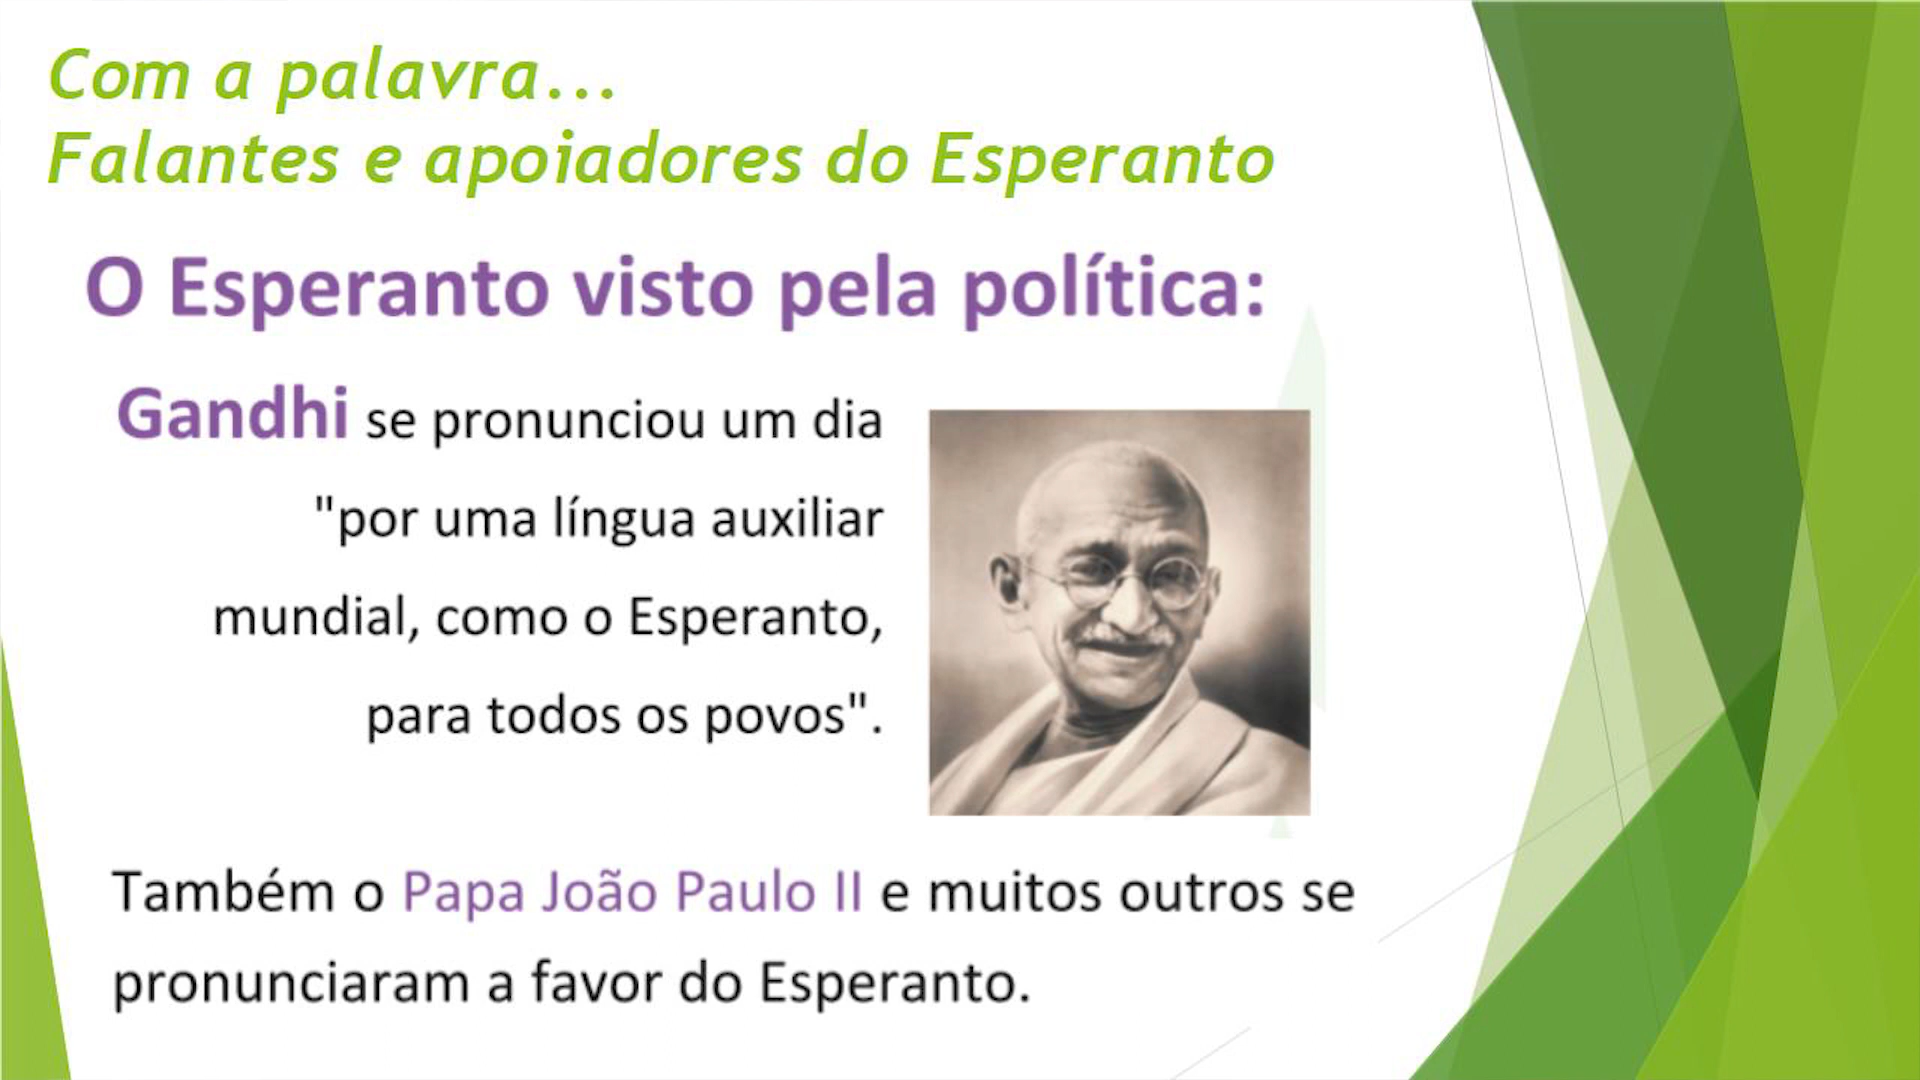 Com a palavra...
Falantes e apoiadores do Esperanto
O Esperanto visto pela política:
Gandhi se pronunciou um dia
"por uma língua auxiliar
mundial, como o Esperanto,
para todos os povos".
Também o Papa João Paulo II e muitos outros se
pronunciaram a favor do Esperanto.